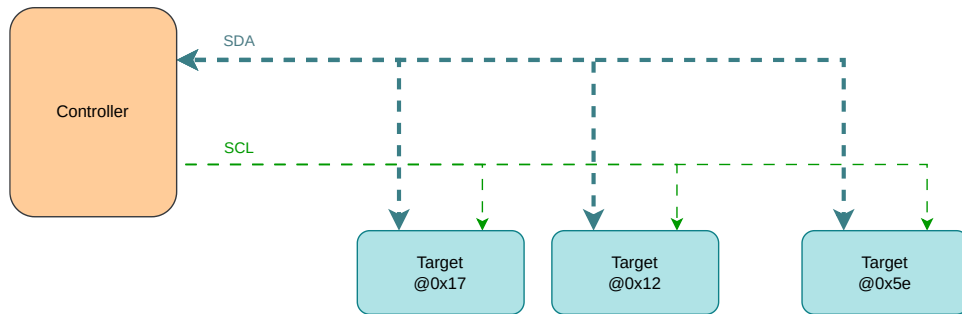 SDA
Controller
SCL
Target
@0x17
Target
@0x12
Target
@0x5e